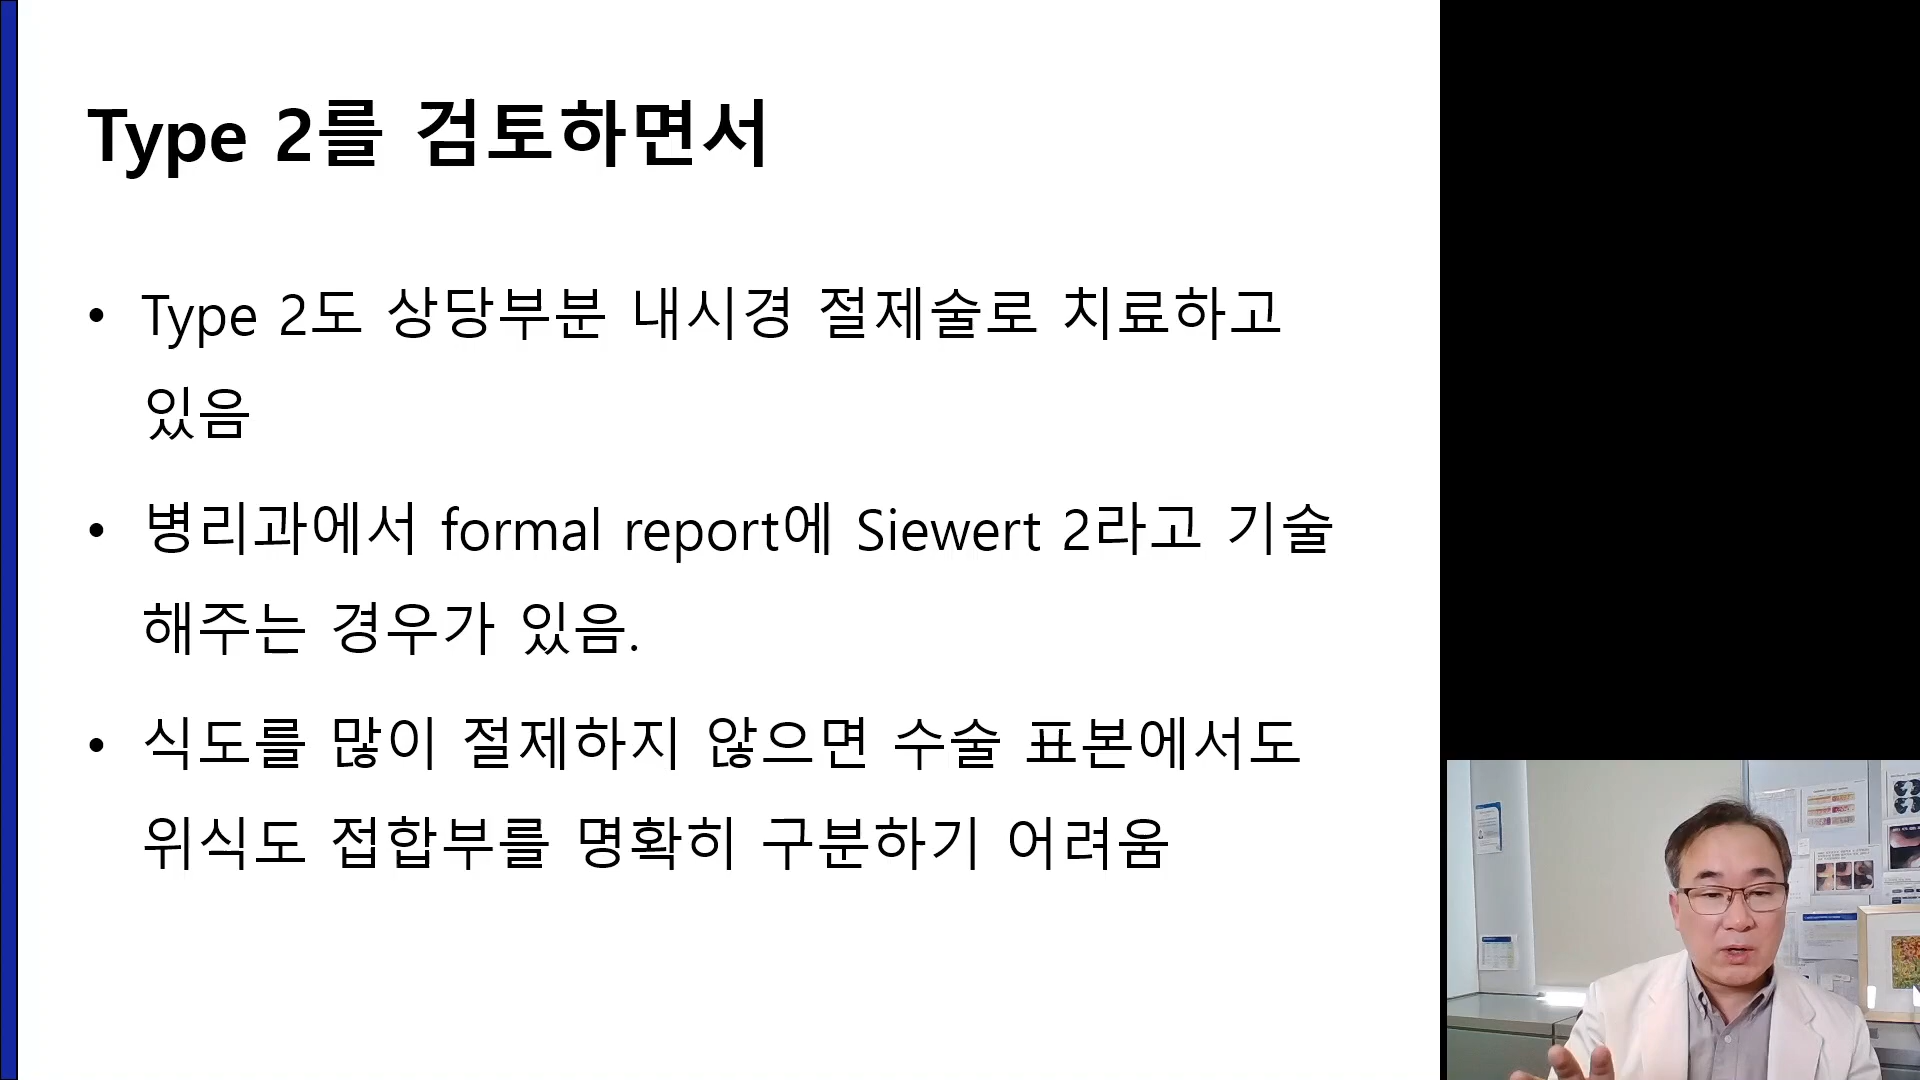 Type 2를 검토하면서
• Type 2도 상당부분 내시경 절제술로 치료하고
있음
• 병리과에서 formal report에 Siewert 2라고 기술
해주는 경우가 있음.
• 식도를 많이 절제하지 않으면 수술 표본에서도
위식도 접합부를 명확히 구분하기 어려움